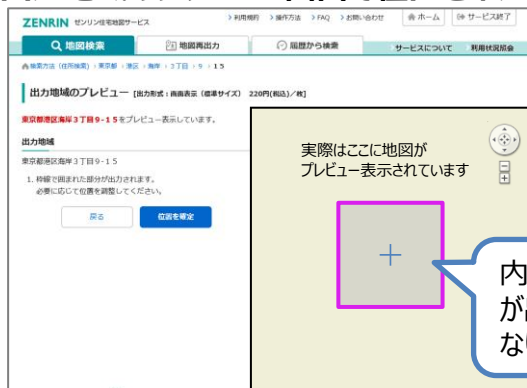 ZENRIN ゼンリン住宅地図サービス
>利用規約 >操作方法 >FAQ >お問い合わせ
ホーム
サービス終了
地図検索
地図再出力
履歴から検索
サービスについて
利用状況照会
検索方法(住所検索)>東京都>港区>海岸>3丁目>9>15
出力地域のプレビュー [出力形式:画面表示(標準サイズ) 220円(税込)/枚]
東京都港区海岸3丁目9-15をプレビュー表示しています。
出力地域
東京都港区海岸3丁目9-15
1. 枠線で囲まれた部分が出力されます。
必要に応じて位置を調整してください。
戻る
位置を確定
実際はここに地図が
プレビュー表示されています
内
が
な